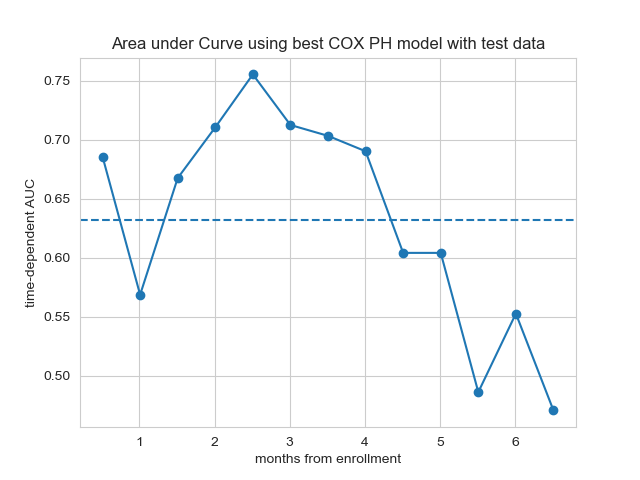 Area under Curve using best COX PH model with test data
time-dependent AUC
0.75
0.70
0.65
0.60
0.55
0.50
1 2 3 4 5 6
months from enrollment